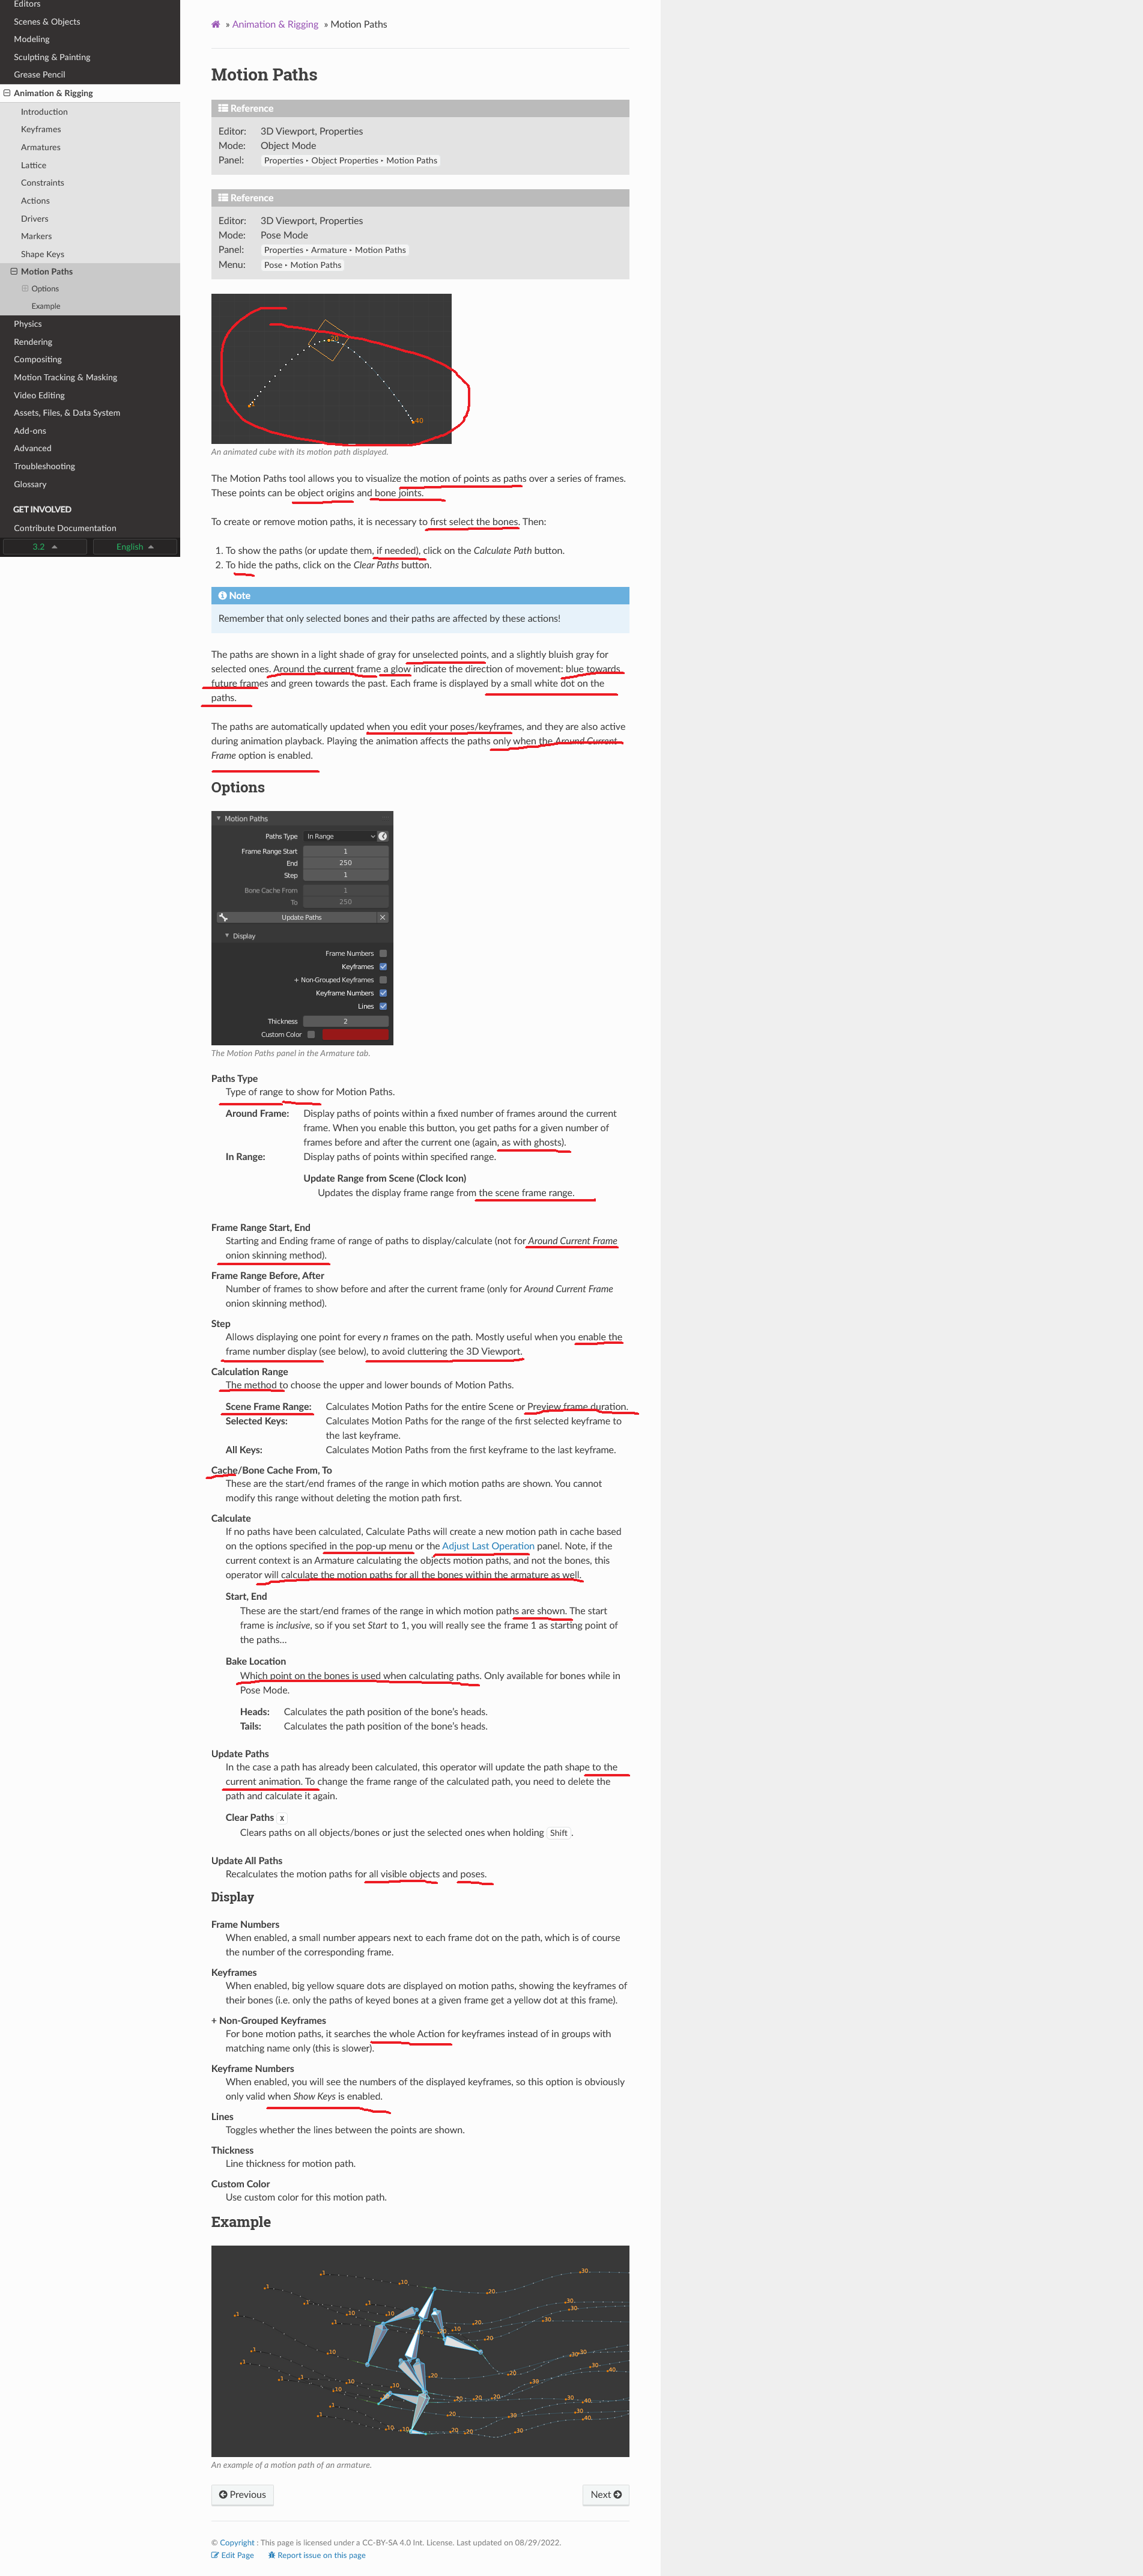 Editors
Scenes & Objects
Modeling
Sculpting & Painting
Grease Pencil
Animation & Rigging
Introduction
Keyframes
Armatures
Lattice
Constraints
Actions
Drivers
Markers
Shape Keys
Motion Paths
Options
Example
Physics
Rendering
Compositing
Motion Tracking & Masking
Video Editing
Assets, Files, & Data System
Add-ons
Advanced
Troubleshooting
Glossary
GET INVOLVED
Contribute Documentation
3.2
English
» Animation & Rigging » Motion Paths
Motion Paths
Reference
Editor: 3D Viewport, Properties
Mode: Object Mode
Panel: Properties ‣ Object Properties ‣ Motion Paths
Reference
Editor: 3D Viewport, Properties
Mode: Pose Mode
Panel: Properties ‣ Armature ‣ Motion Paths
Menu: Pose ‣ Motion Paths
20
1
40
An animated cube with its motion path displayed.
The Motion Paths tool allows you to visualize the motion of points as paths over a series of frames.
These points can be object origins and bone joints.
To create or remove motion paths, it is necessary to first select the bones. Then:
1. To show the paths (or update them, if needed), click on the Calculate Path button.
2. To hide the paths, click on the Clear Paths button.
Note
Remember that only selected bones and their paths are affected by these actions!
The paths are shown in a light shade of gray for unselected points, and a slightly bluish gray for
selected ones. Around the current frame a glow indicate the direction of movement: blue towards
future frames and green towards the past. Each frame is displayed by a small white dot on the
paths.
The paths are automatically updated when you edit your poses/keyframes, and they are also active
during animation playback. Playing the animation affects the paths only when the Around Current
Frame option is enabled.
Options
Motion Paths
Paths Type In Range
Frame Range Start 1
End 250
Step 1
Bone Cache From 1
To 250
Update Paths
Display
Frame Numbers
Keyframes
+ Non-Grouped Keyframes
Keyframe Numbers
Lines
Thickness 2
Custom Color
The Motion Paths panel in the Armature tab.
Paths Type
Type of range to show for Motion Paths.
Around Frame: Display paths of points within a fixed number of frames around the current
frame. When you enable this button, you get paths for a given number of
frames before and after the current one (again, as with ghosts).
In Range: Display paths of points within specified range.
Update Range from Scene (Clock Icon)
Updates the display frame range from the scene frame range.
Frame Range Start, End
Starting and Ending frame of range of paths to display/calculate (not for Around Current Frame
onion skinning method).
Frame Range Before, After
Number of frames to show before and after the current frame (only for Around Current Frame
onion skinning method).
Step
Allows displaying one point for every n frames on the path. Mostly useful when you enable the
frame number display (see below), to avoid cluttering the 3D Viewport.
Calculation Range
The method to choose the upper and lower bounds of Motion Paths.
Scene Frame Range: Calculates Motion Paths for the entire Scene or Preview frame duration.
Selected Keys: Calculates Motion Paths for the range of the first selected keyframe to
the last keyframe.
All Keys: Calculates Motion Paths from the first keyframe to the last keyframe.
Cache/Bone Cache From, To
These are the start/end frames of the range in which motion paths are shown. You cannot
modify this range without deleting the motion path first.
Calculate
If no paths have been calculated, Calculate Paths will create a new motion path in cache based
on the options specified in the pop-up menu or the Adjust Last Operation panel. Note, if the
current context is an Armature calculating the objects motion paths, and not the bones, this
operator will calculate the motion paths for all the bones within the armature as well.
Start, End
These are the start/end frames of the range in which motion paths are shown. The start
frame is inclusive, so if you set Start to 1, you will really see the frame 1 as starting point of
the paths...
Bake Location
Which point on the bones is used when calculating paths. Only available for bones while in
Pose Mode.
Heads: Calculates the path position of the bone's heads.
Tails: Calculates the path position of the bone's heads.
Update Paths
In the case a path has already been calculated, this operator will update the path shape to the
current animation. To change the frame range of the calculated path, you need to delete the
path and calculate it again.
Clear Paths x
Clears paths on all objects/bones or just the selected ones when holding Shift .
Update All Paths
Recalculates the motion paths for all visible objects and poses.
Display
Frame Numbers
When enabled, a small number appears next to each frame dot on the path, which is of course
the number of the corresponding frame.
Keyframes
When enabled, big yellow square dots are displayed on motion paths, showing the keyframes of
their bones (i.e. only the paths of keyed bones at a given frame get a yellow dot at this frame).
+ Non-Grouped Keyframes
For bone motion paths, it searches the whole Action for keyframes instead of in groups with
matching name only (this is slower).
Keyframe Numbers
When enabled, you will see the numbers of the displayed keyframes, so this option is obviously
only valid when Show Keys is enabled.
Lines
Toggles whether the lines between the points are shown.
Thickness
Line thickness for motion path.
Custom Color
Use custom color for this motion path.
Example
An example of a motion path of an armature.
Previous
Next
© Copyright : This page is licensed under a CC-BY-SA 4.0 Int. License. Last updated on 08/29/2022.
Edit Page Report issue on this page